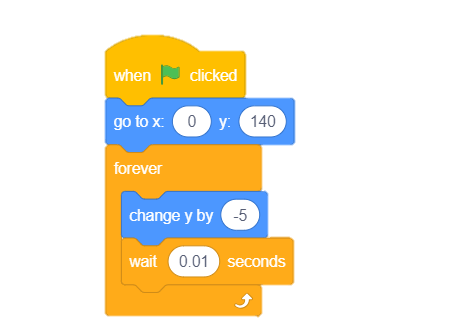 when clicked
go to x: 0 y: 140
forever
change y by -5
wait 0.01 seconds